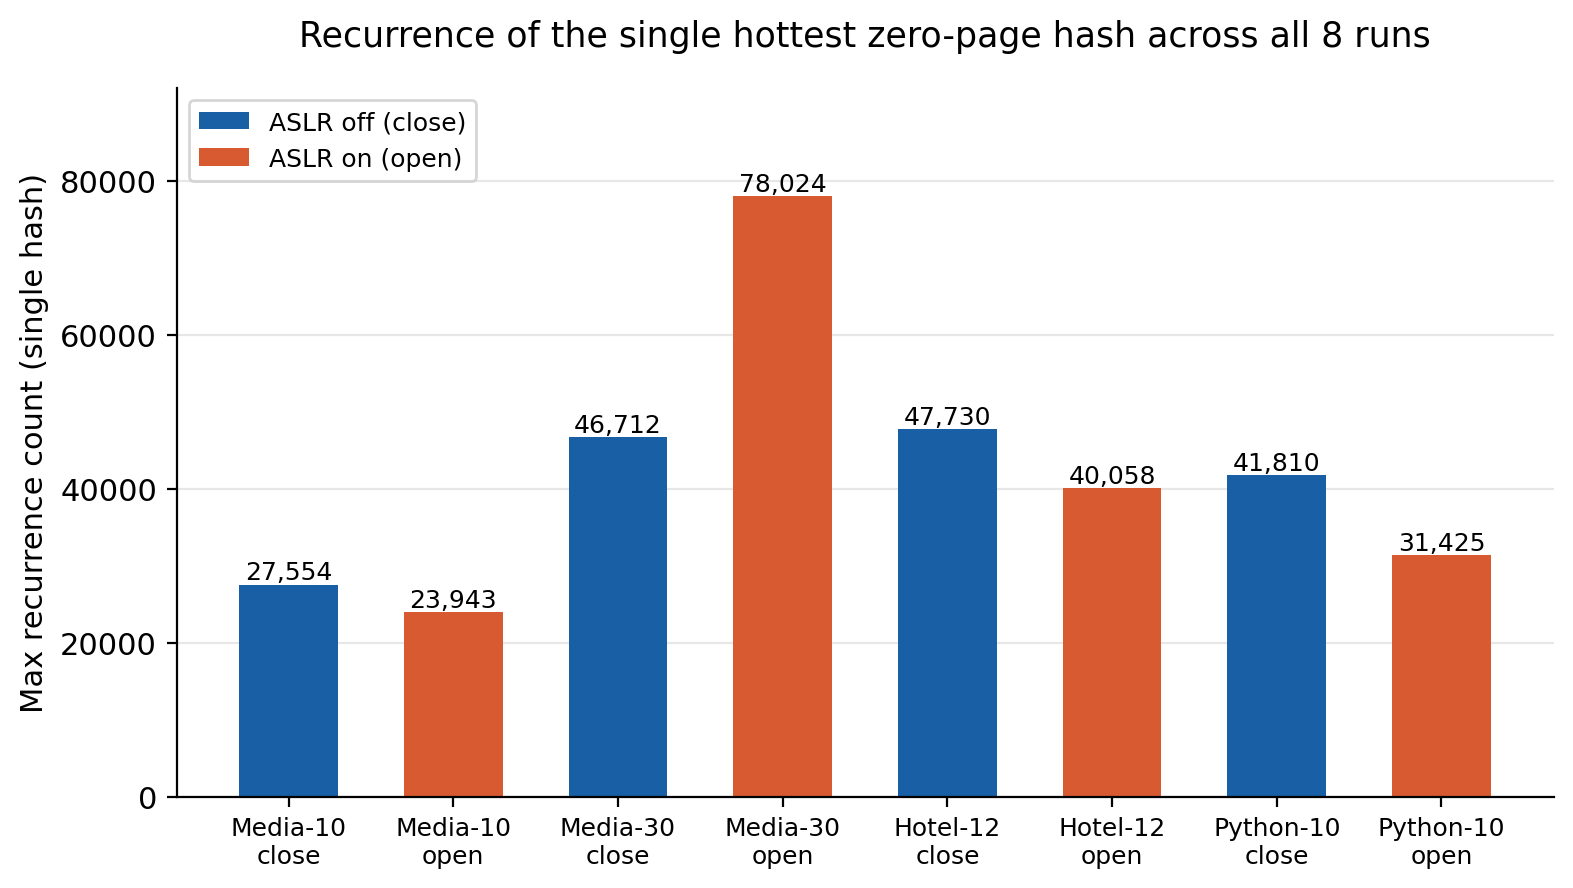 Recurrence of the single hottest zero-page hash across all 8 runs
ASLR off (close)
ASLR on (open)
Max recurrence count (single hash)
80000
60000
40000
20000
0
27,554
23,943
46,712
78,024
47,730
40,058
41,810
31,425
Media-10
close
Media-10
open
Media-30
close
Media-30
open
Hotel-12
close
Hotel-12
open
Python-10
close
Python-10
open